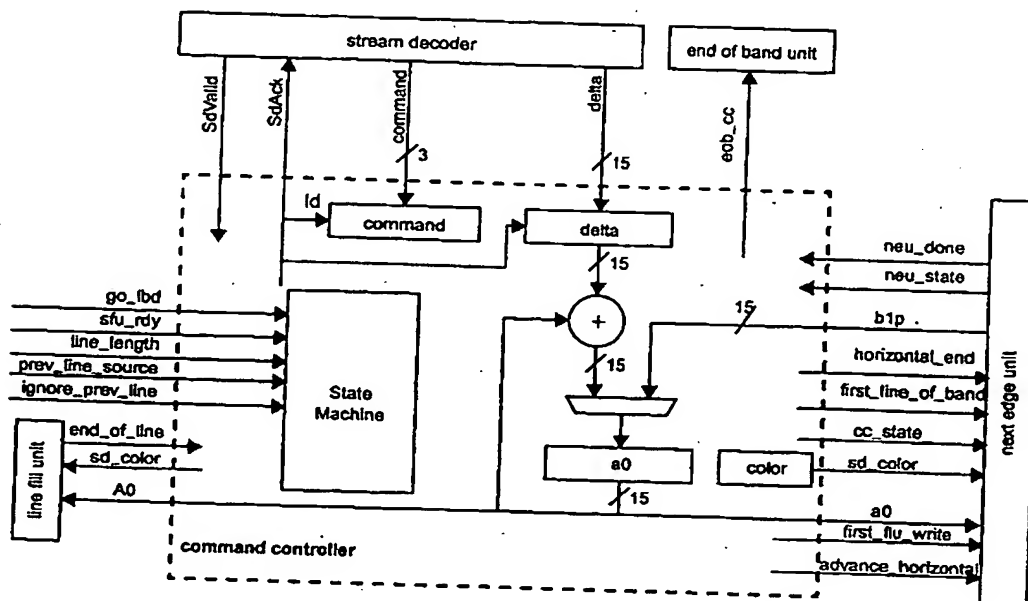 stream decoder
end of band unit
SdValid
SdAck
command
delta
eob_cc
3
15
ld
command
delta
15
neu_done
neu_state
15
b1p
go_lbd
sfu_rdy
line_length
prev_line_source
ignore_prev_line
State
Machine
+
15
horizontal_end
first_line_of_band
cc_state
next edge unit
line fill unit
end_of_line
sd_color
A0
a0
color
sd_color
15
a0
first_flu_write
advance_horizontal
command controller